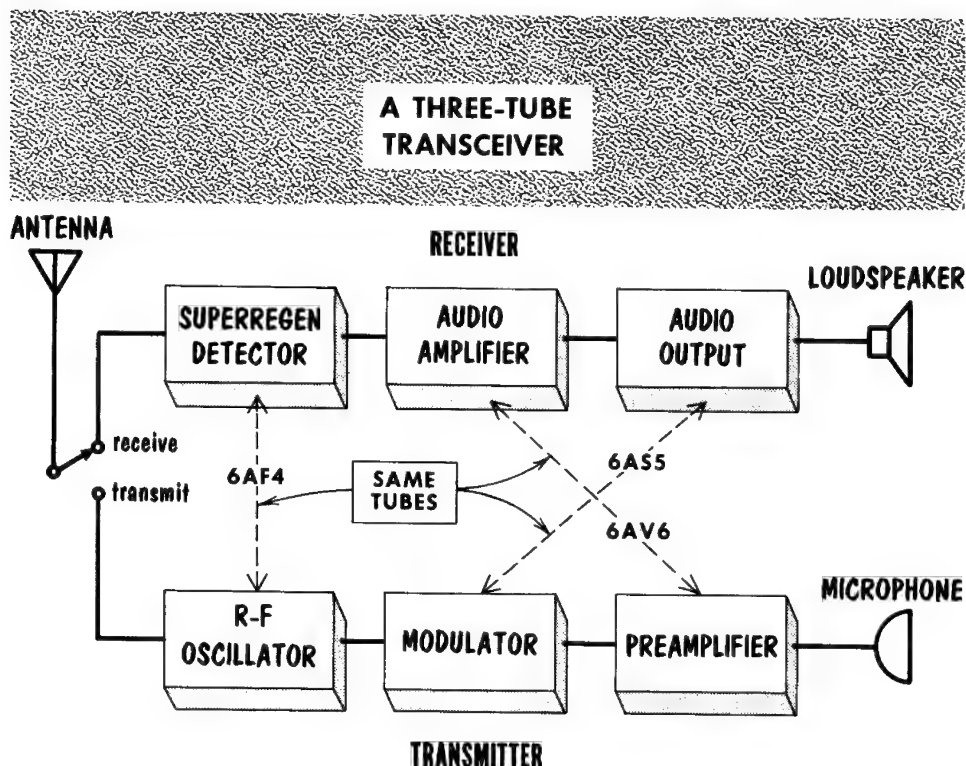 A THREE-TUBE
TRANSCEIVER
ANTENNA
RECEIVER
LOUDSPEAKER
SUPERREGEN
DETECTOR
AUDIO
AMPLIFIER
AUDIO
OUTPUT
receive
transmit
6AF4
SAME
TUBES
6AS5
6AV6
MICROPHONE
R-F
OSCILLATOR
MODULATOR
PREAMPLIFIER
TRANSMITTER